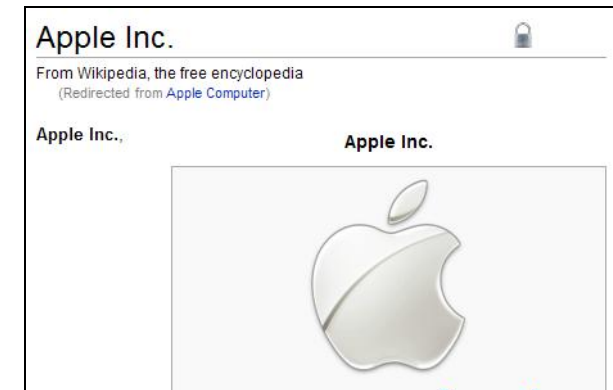 Apple Inc.
From Wikipedia, the free encyclopedia
(Redirected from Apple Computer)
Apple Inc.,
Apple Inc.